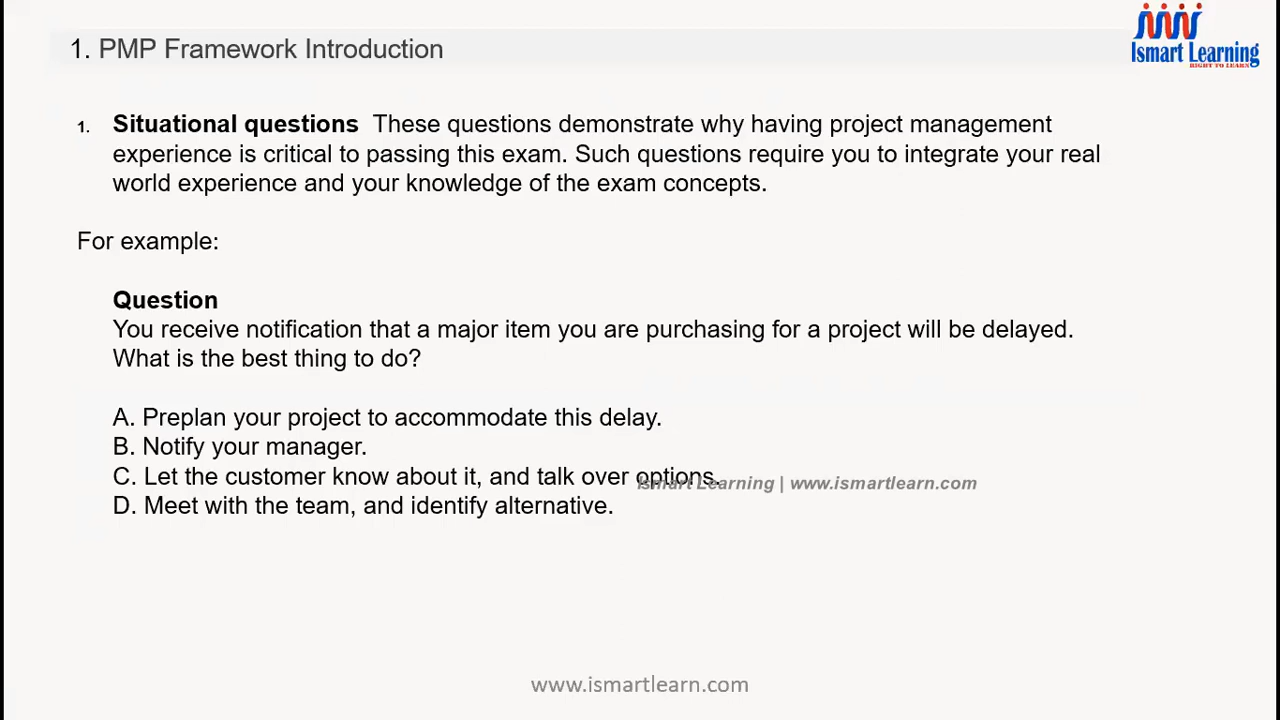 1. PMP Framework Introduction
Ismart Learning
RIGHT TO LEARN
1. Situational questions These questions demonstrate why having project management
experience is critical to passing this exam. Such questions require you to integrate your real
world experience and your knowledge of the exam concepts.
For example:
Question
You receive notification that a major item you are purchasing for a project will be delayed.
What is the best thing to do?
A. Preplan your project to accommodate this delay.
B. Notify your manager.
C. Let the customer know about it, and talk over options.
Ismart Learning | www.ismartlearn.com
D. Meet with the team, and identify alternative.
www.ismartlearn.com